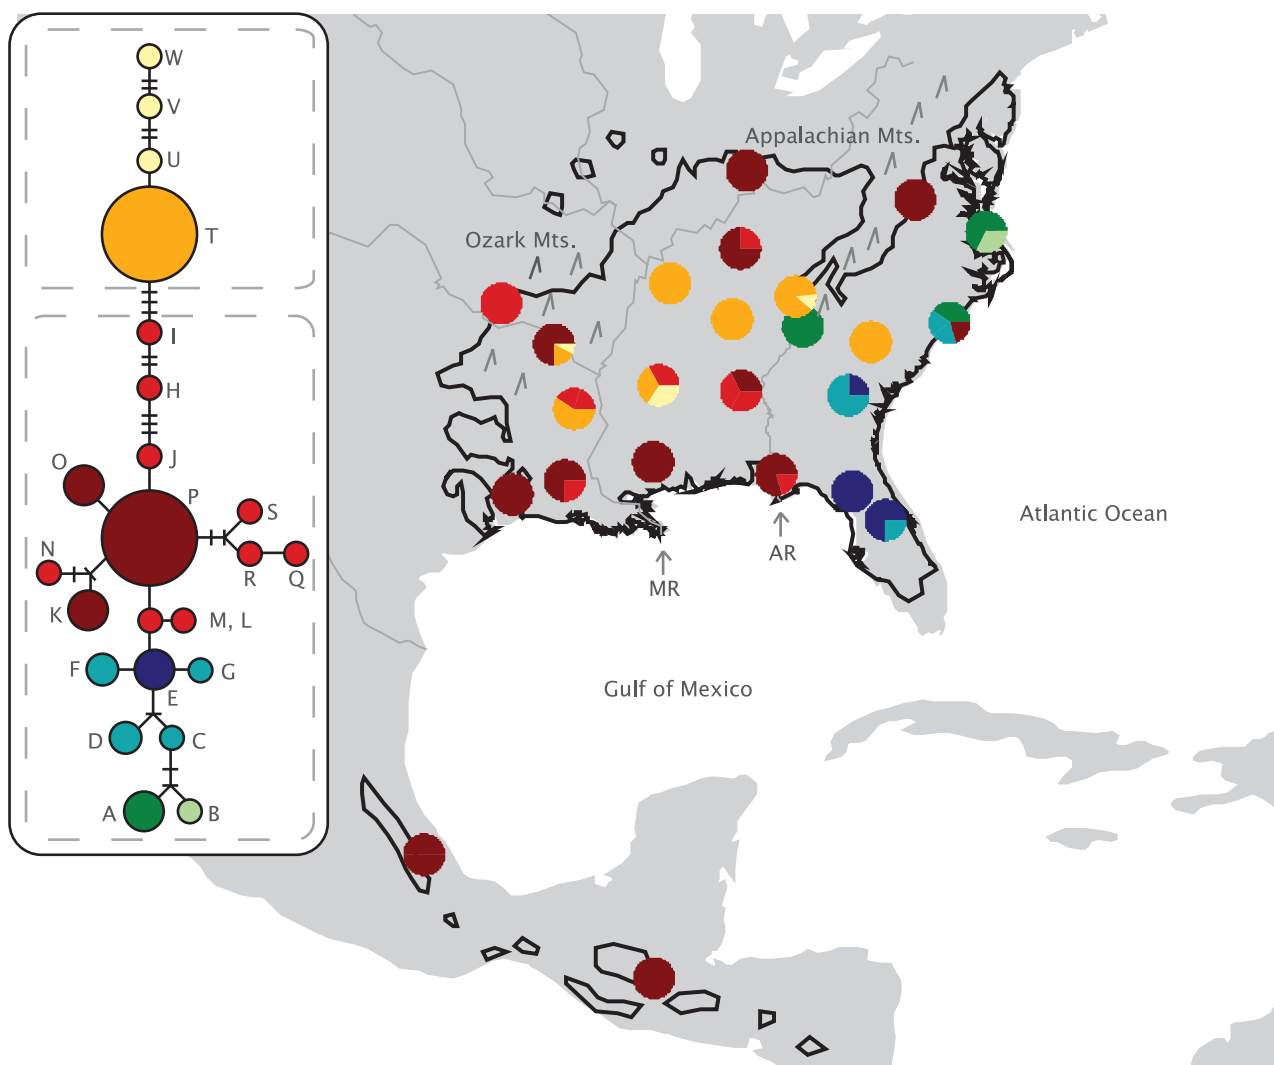 W
V
U
T
I
H
J
O
P
S
N
R
Q
K
M, L
F
G
E
D
C
A
B
Appalachian Mts.
Ozark Mts.
Atlantic Ocean
AR
MR
Gulf of Mexico